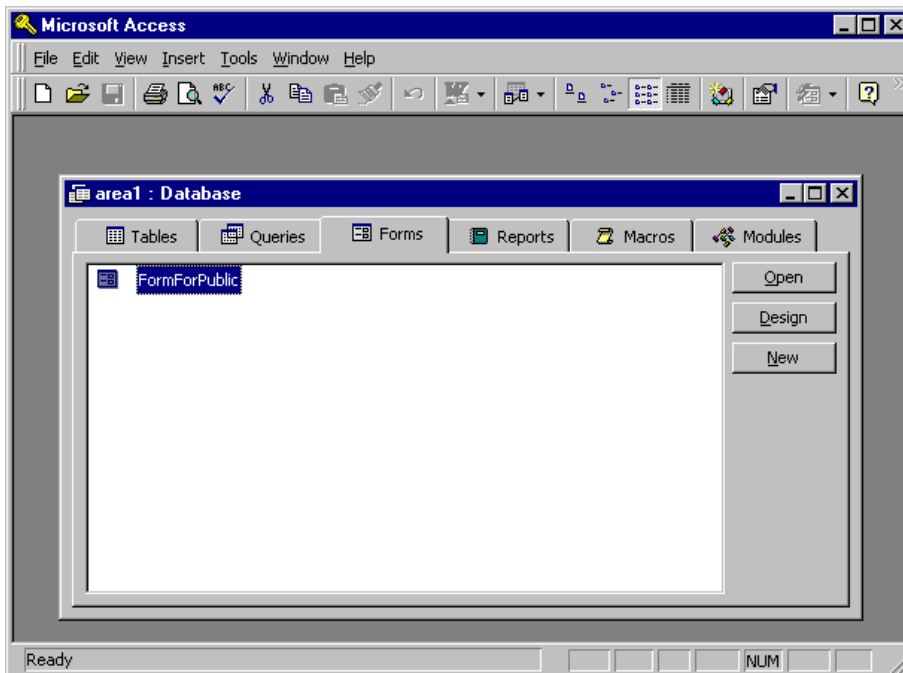 Microsoft Access
File Edit View Insert Tools Window Help
ABC
area1 : Database
Tables Queries Forms Reports Macros Modules
FormForPublic
Open
Design
New
Ready NUM